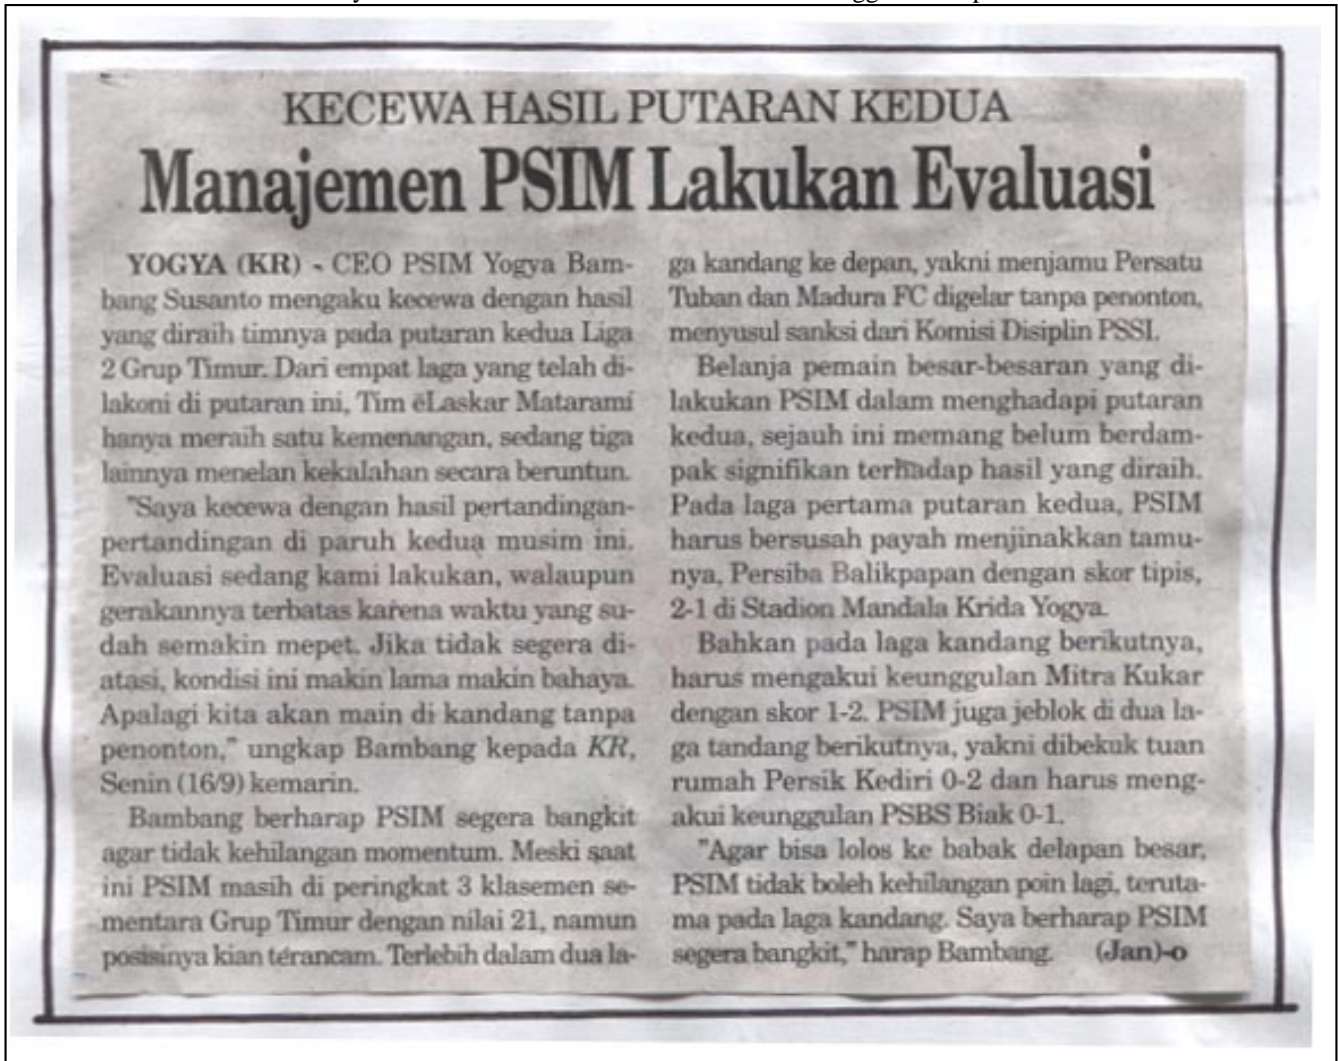 KECEWA HASIL PUTARAN KEDUA
Manajemen PSIM Lakukan Evaluasi
YOGYA (KR) - CEO PSIM Yogya Bam-
bang Susanto mengaku kecewa dengan hasil
yang diraih timnya pada putaran kedua Liga
2 Grup Timur. Dari empat laga yang telah di-
lakoni di putaran ini, Tim ëLaskar Mataramí
hanya meraih satu kemenangan, sedang tiga
lainnya menelan kekalahan secara beruntun.
"Saya kecewa dengan hasil pertandingan-
pertandingan di paruh kedua musim ini.
Evaluasi sedang kami lakukan, walaupun
gerakannya terbatas karena waktu yang su-
dah semakin mepet. Jika tidak segera di-
atasi, kondisi ini makin lama makin bahaya.
Apalagi kita akan main di kandang tanpa
penonton," ungkap Bambang kepada KR,
Senin (16/9) kemarin.
Bambang berharap PSIM segera bangkit
agar tidak kehilangan momentum. Meski saat
ini PSIM masih di peringkat 3 klasemen se-
mentara Grup Timur dengan nilai 21, namun
posisinya kian terancam. Terlebih dalam dua la-
ga kandang ke depan, yakni menjamu Persatu
Tuban dan Madura FC digelar tanpa penonton,
menyusul sanksi dari Komisi Disiplin PSSI.
Belanja pemain besar-besaran yang di-
lakukan PSIM dalam menghadapi putaran
kedua, sejauh ini memang belum berdam-
pak signifikan terhadap hasil yang diraih.
Pada laga pertama putaran kedua, PSIM
harus bersusah payah menjinakkan tamu-
nya, Persiba Balikpapan dengan skor tipis,
2-1 di Stadion Mandala Krida Yogya.
Bahkan pada laga kandang berikutnya,
harus mengakui keunggulan Mitra Kukar
dengan skor 1-2. PSIM juga jeblok di dua la-
ga tandang berikutnya, yakni dibekuk tuan
rumah Persik Kediri 0-2 dan harus meng-
akui keunggulan PSBS Biak 0-1.
"Agar bisa lolos ke babak delapan besar,
PSIM tidak boleh kehilangan poin lagi, teruta-
ma pada laga kandang. Saya berharap PSIM
segera bangkit," harap Bambang. (Jan)-o